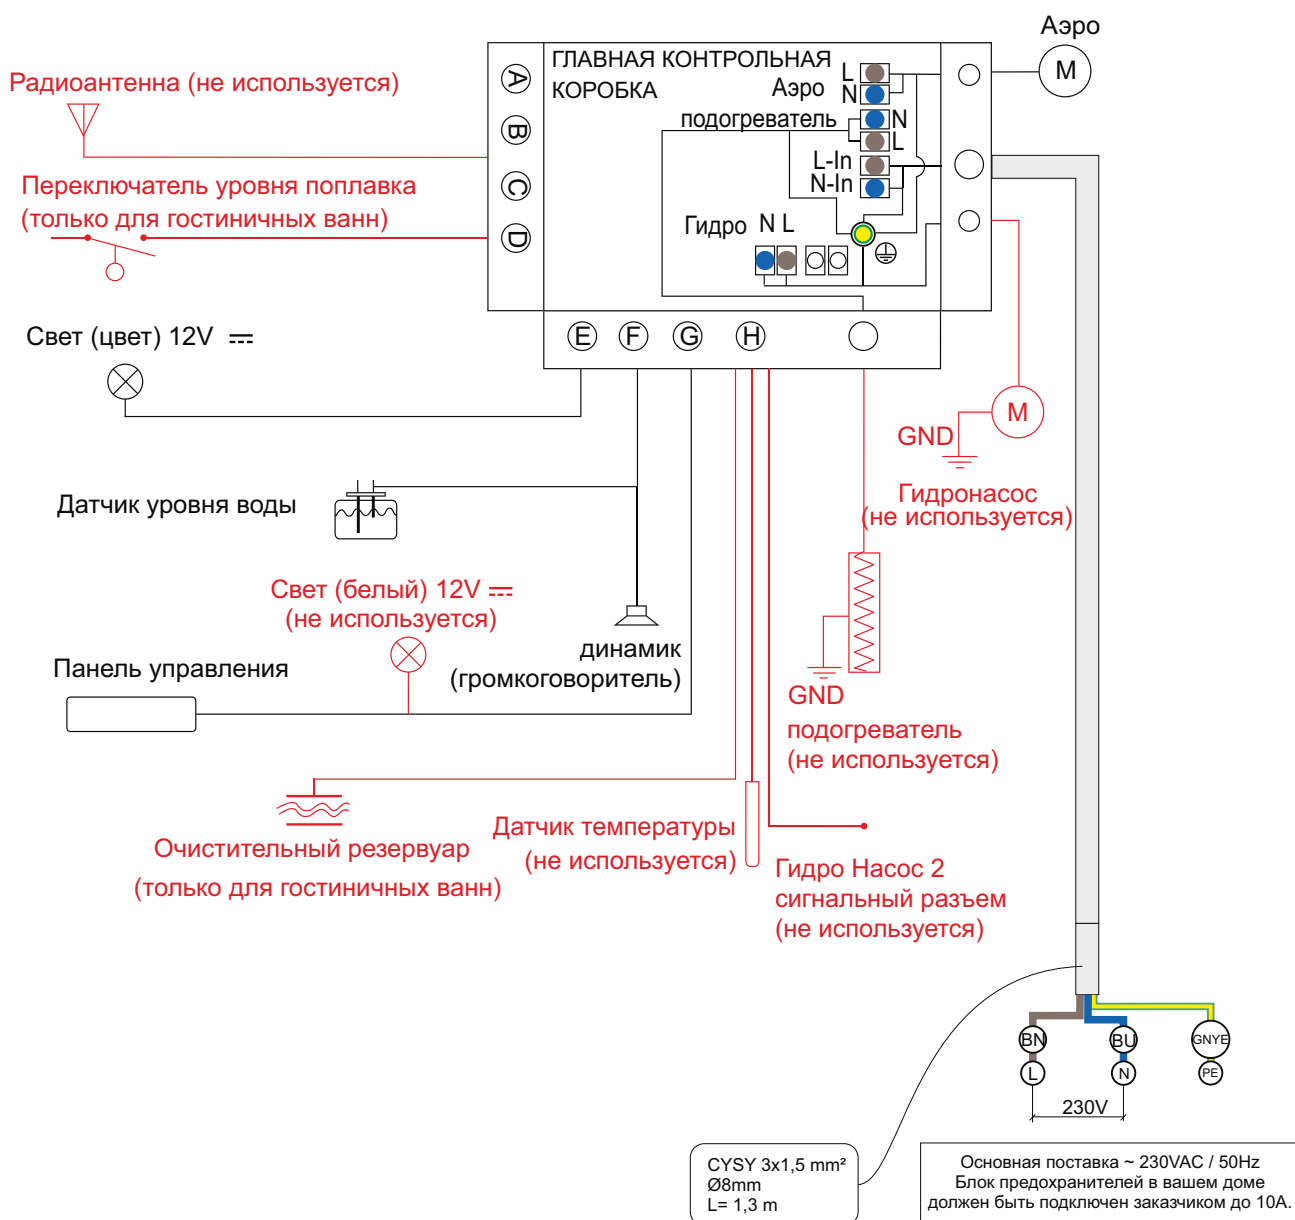 Аэро
M
ГЛАВНАЯ КОНТРОЛЬНАЯ
КОРОБКА
Аэро
L
N
подогреватель
N
L
L-In
N-In
Гидро N L
A
B
C
D
E
F
G
H
Радиоантенна (не используется)
Переключатель уровня поплавка
(только для гостиничных ванн)
Свет (цвет) 12V
Датчик уровня воды
Свет (белый) 12V
(не используется)
Панель управления
динамик
(громкоговоритель)
M
GND
Гидронасос
(не используется)
GND
подогреватель
(не используется)
Очистительный резервуар
(только для гостиничных ванн)
Датчик температуры
(не используется)
Гидро Насос 2
сигнальный разъем
(не используется)
BN
BU
GNYE
L
N
PE
230V
CYSY 3x1,5 mm²
Ø8mm
L= 1,3 m
Основная поставка ~ 230VAC / 50Hz
Блок предохранителей в вашем доме
должен быть подключен заказчиком до 10A.